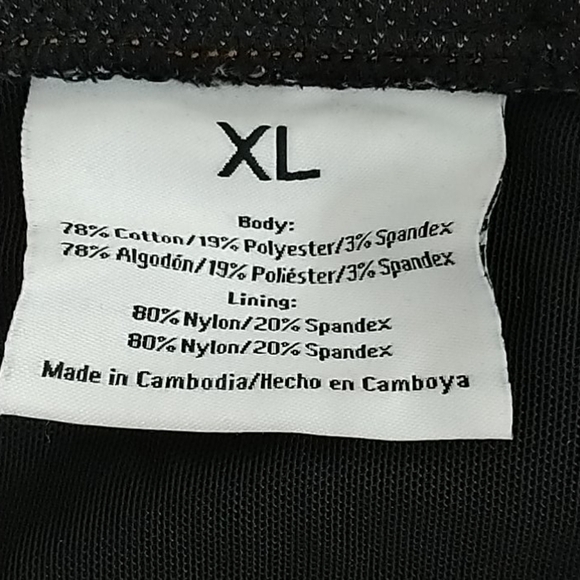 XL
Body:
78% Cotton/19% Polyester/3% Spandex
78% Algodón/19% Poliéster/3% Spandex
Lining:
80% Nylon/20% Spandex
80% Nylon/20% Spandex
Made in Cambodia/Hecho en Camboya